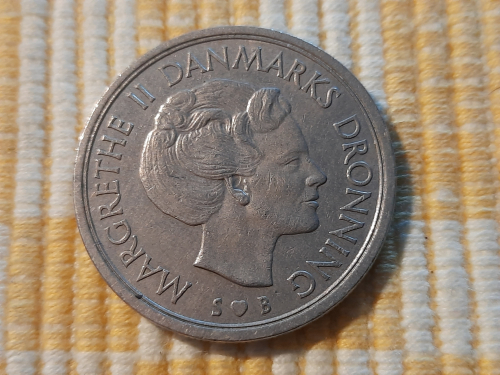 MARGRETHE II DANMARKS DRONNING
S♥B